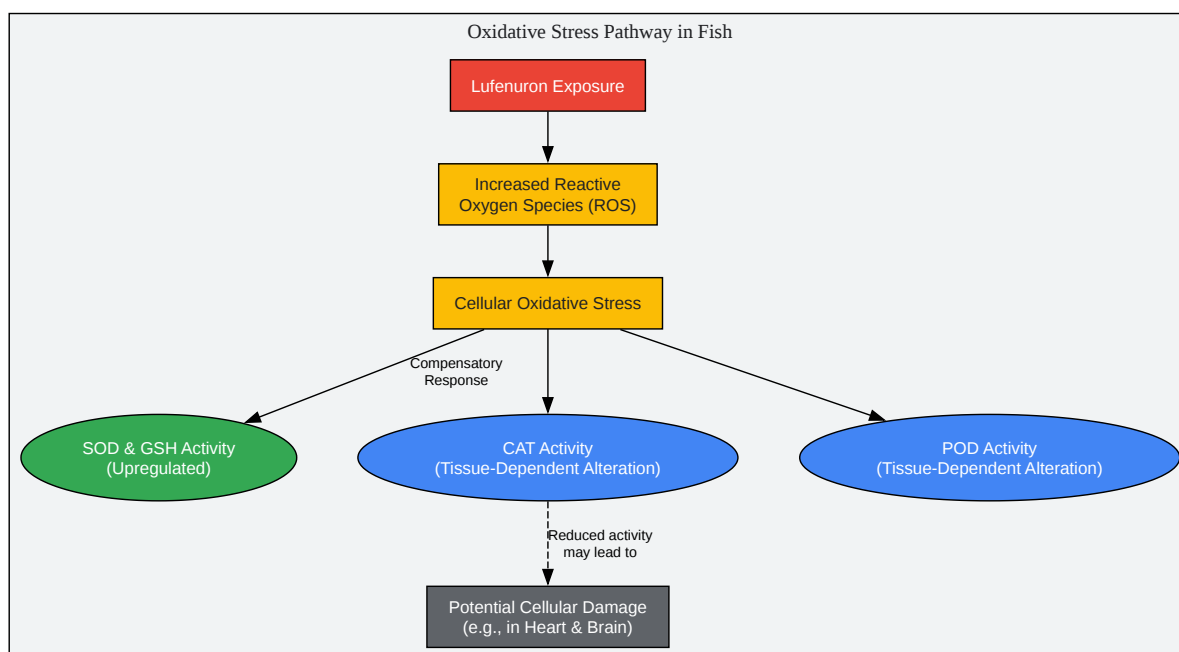 Oxidative Stress Pathway in Fish
Lufenuron Exposure
Increased Reactive
Oxygen Species (ROS)
Cellular Oxidative Stress
Compensatory
Response
SOD & GSH Activity
(Upregulated)
CAT Activity
(Tissue-Dependent Alteration)
POD Activity
(Tissue-Dependent Alteration)
Reduced activity
may lead to
Potential Cellular Damage
(e.g., in Heart & Brain)